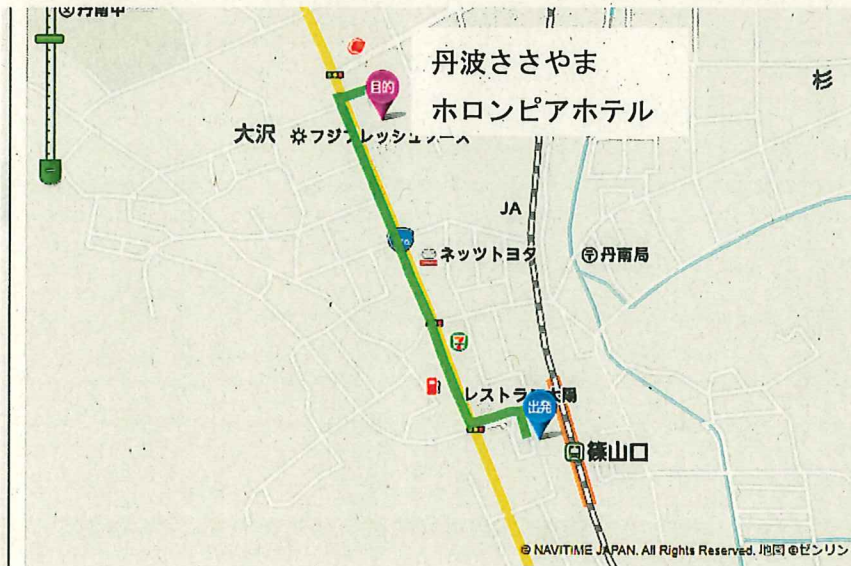 丹南中
丹波ささやま
ホロンピアホテル
目的
杉
大沢
フジフレッシュフーズ
JA
ネッツトヨタ
〒丹南局
7
レストラン太陽
出発
篠山口
© NAVITIME JAPAN. All Rights Reserved. 地図 ©ゼンリン